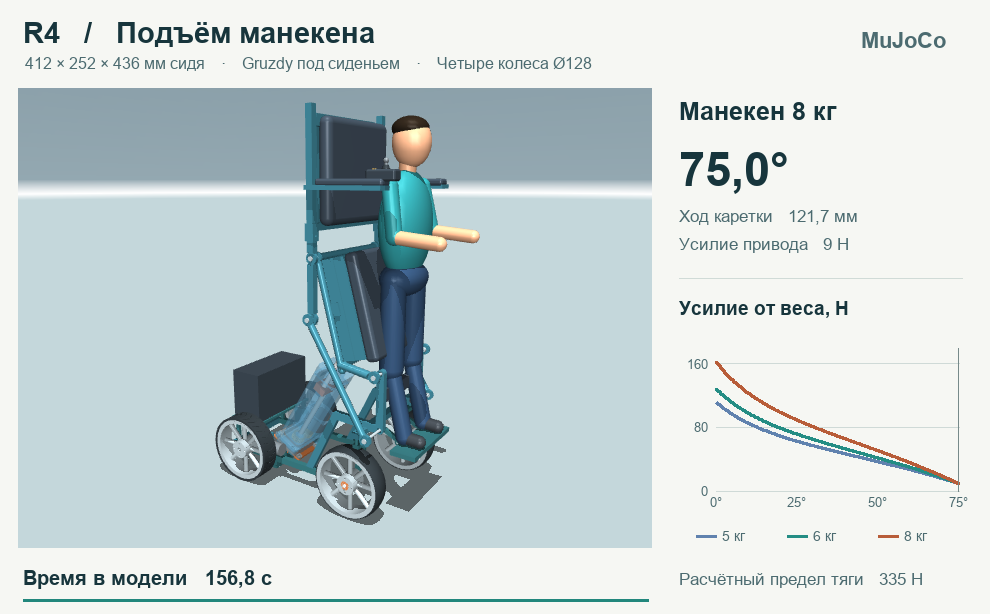 R4 / Подъём манекена
MuJoCo
412 × 252 × 436 мм сидя · Gruzdy под сиденьем · Четыре колеса Ø128
Манекен 8 кг
75,0°
Ход каретки 121,7 мм
Усилие привода 9 Н
Усилие от веса, Н
160
80
0
0° 25° 50° 75°
5 кг 6 кг 8 кг
Время в модели 156,8 с
Расчётный предел тяги 335 Н